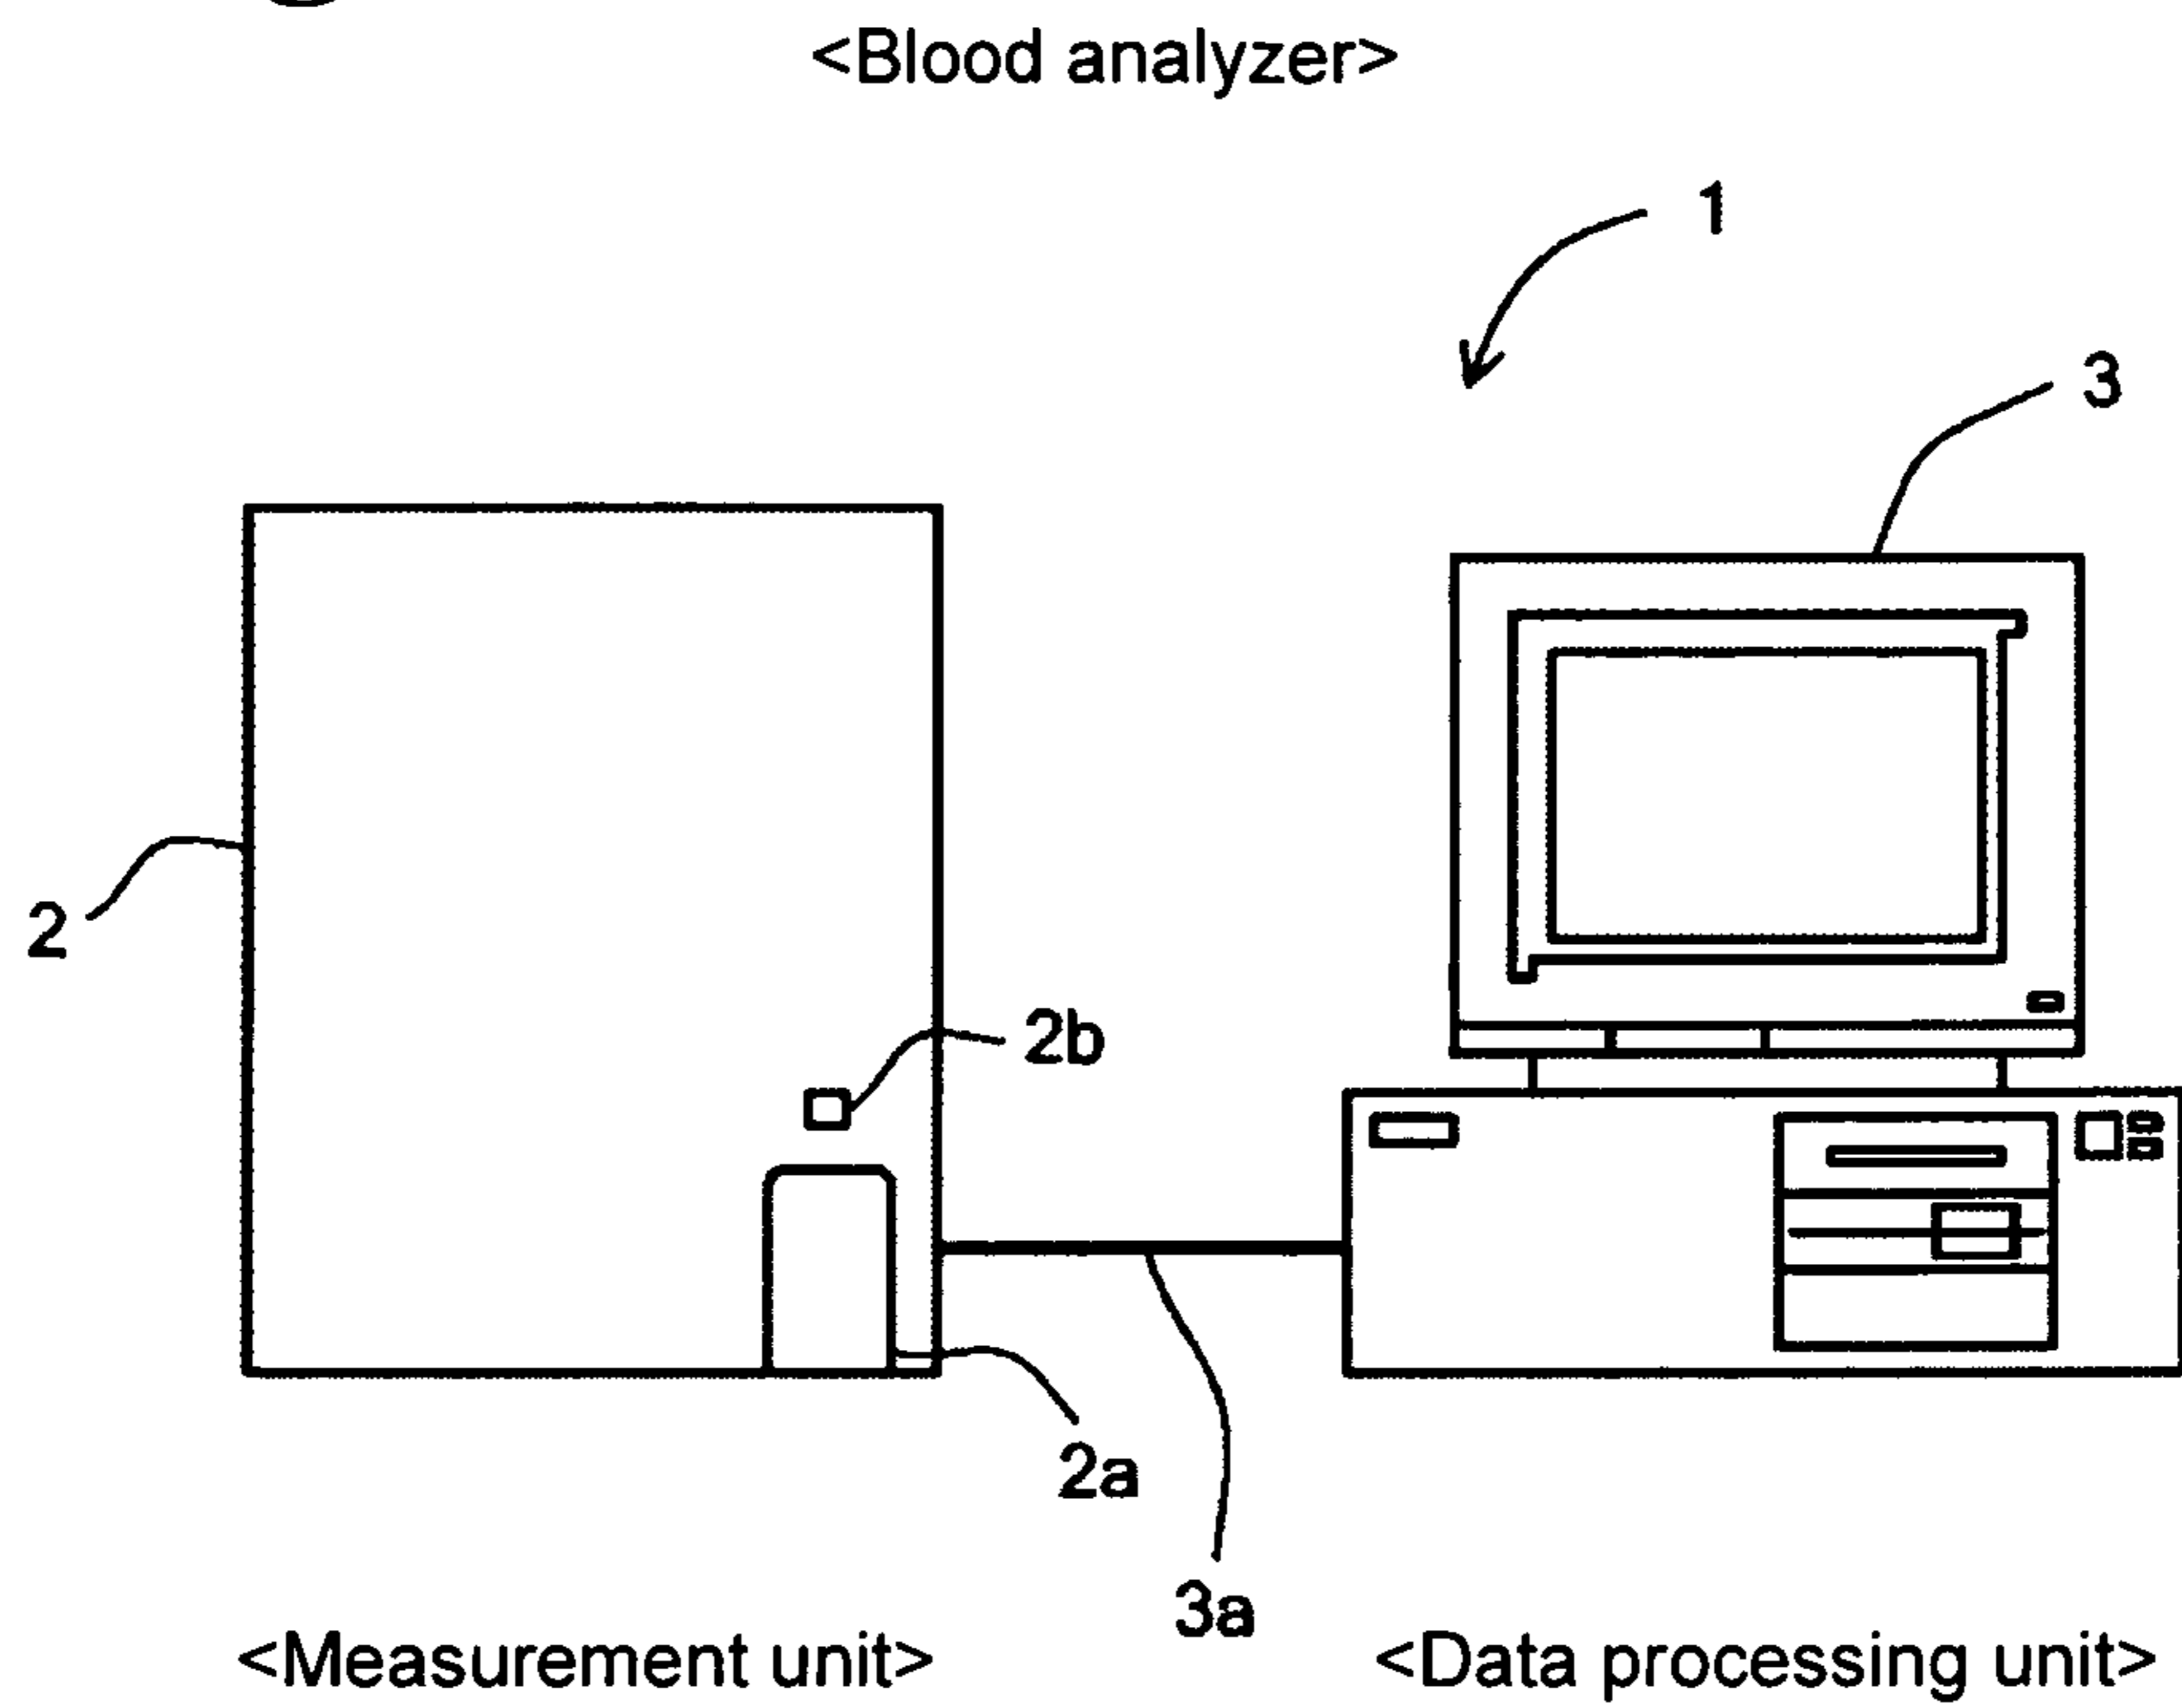 <Blood analyzer>
1
3
2
2b
2a
3a
<Measurement unit>
<Data processing unit>